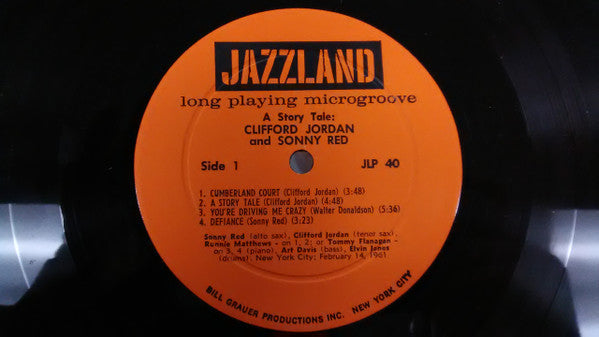 JAZZLAND
long playing microgroove
A Story Tale:
CLIFFORD JORDAN
and SONNY RED
Side 1
JLP 40
1. CUMBERLAND COURT (Clifford Jordan) (3:48)
2. A STORY TALE (Clifford Jordan) (4:48)
3. YOU'RE DRIVING ME CRAZY (Walter Donaldson) (5:36)
4. DEFIANCE (Sonny Red) (3:23)
Sonny Red (alto sax), Clifford Jordan (tenor sax),
Ronnie Matthews - on 1, 2; or Tommy Flanagan -
on 3, 4 (piano), Art Davis (bass), Elvin Jones
(drums). New York City; February 14, 1961
BILL GRAUER PRODUCTIONS INC. NEW YORK CITY